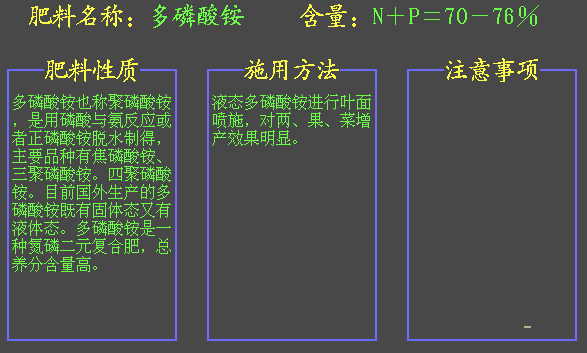 肥料名称：多磷酸铵 含量：N＋P＝70－76％
肥料性质
多磷酸铵也称聚磷酸铵
，是用磷酸与氨反应或
者正磷酸铵脱水制得，
主要品种有焦磷酸铵、
三聚磷酸铵。四聚磷酸
铵。目前国外生产的多
磷酸铵既有固体态又有
液体态。多磷酸铵是一
种氮磷二元复合肥，总
养分含量高。
施用方法
液态多磷酸铵进行叶面
喷施，对两、果、菜增
产效果明显。
注意事项